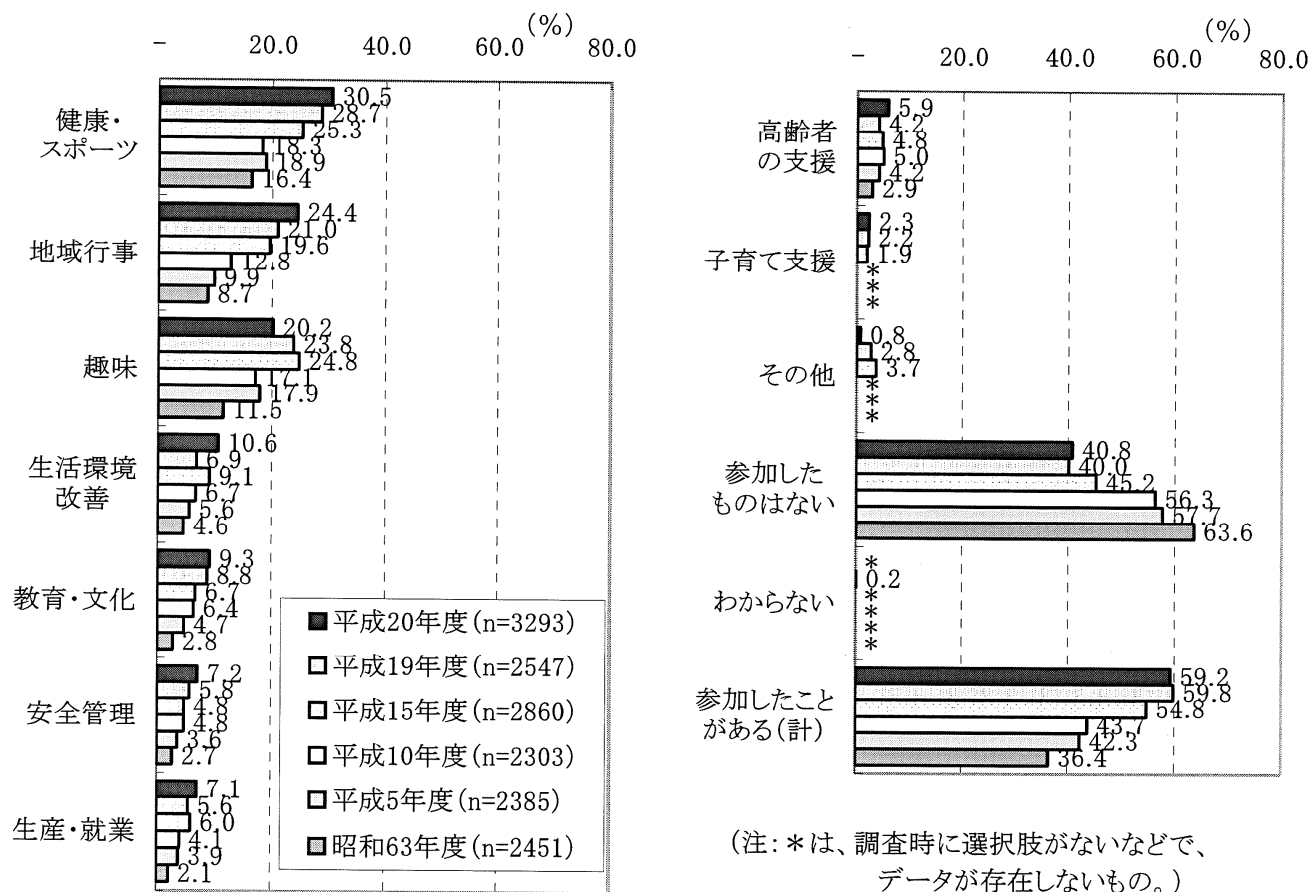 (%)
－ 20.0 40.0 60.0 80.0
健康・
スポーツ
30.5
28.7
25.3
18.3
18.9
16.4
地域行事
24.4
21.0
19.6
12.8
9.9
8.7
趣味
20.2
23.8
24.8
17.1
17.9
11.5
生活環境
改善
10.6
6.9
9.1
6.7
5.6
4.6
教育・文化
9.3
8.8
6.7
6.4
4.7
2.8
安全管理
7.2
5.8
4.8
4.8
3.6
2.7
生産・就業
7.1
5.6
6.0
4.1
3.9
2.1
平成20年度(n=3293)
平成19年度(n=2547)
平成15年度(n=2860)
平成10年度(n=2303)
平成5年度(n=2385)
昭和63年度(n=2451)
(%)
－ 20.0 40.0 60.0 80.0
高齢者
の支援
5.9
4.2
4.8
5.0
4.2
2.9
子育て支援
2.3
2.2
1.9
*
*
*
その他
0.8
2.8
3.7
*
*
*
参加した
ものはない
40.8
40.0
45.2
56.3
57.7
63.6
わからない
*
0.2
*
*
*
*
参加したこと
がある(計)
59.2
59.8
54.8
43.7
42.3
36.4
(注:*は、調査時に選択肢がないなどで、
データが存在しないもの。)